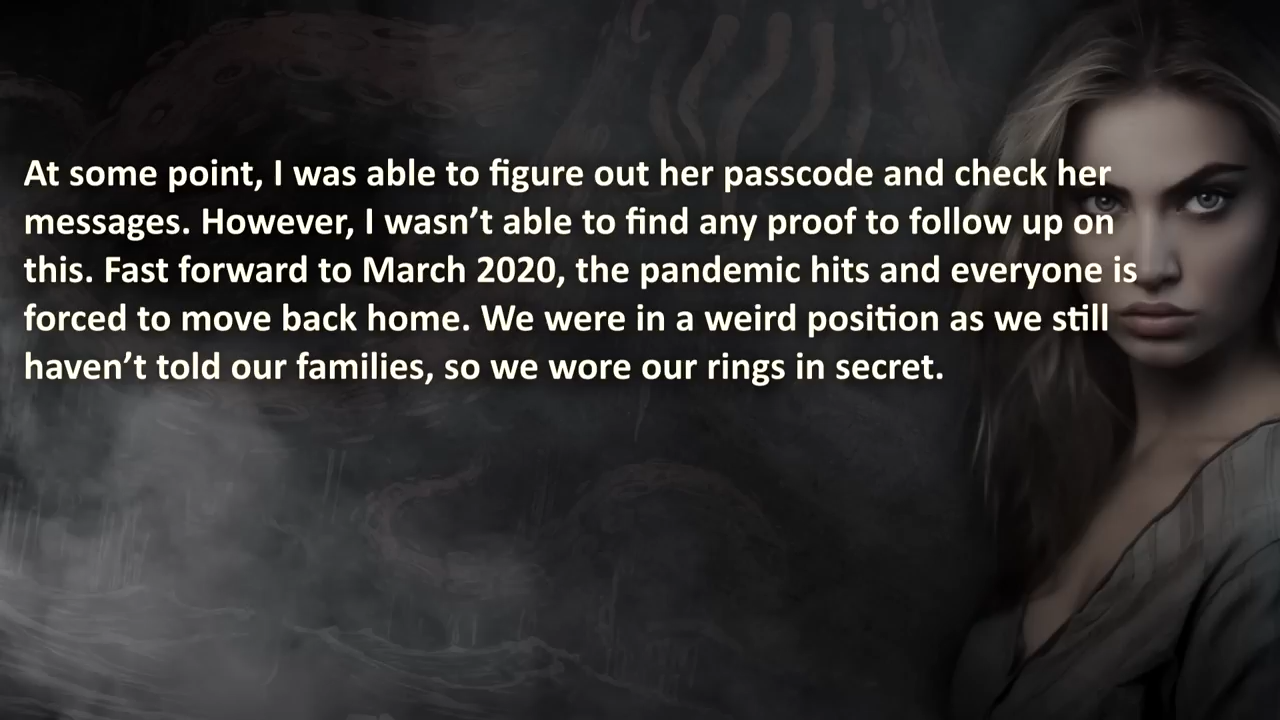 At some point, I was able to figure out her passcode and check her
messages. However, I wasn’t able to find any proof to follow up on
this. Fast forward to March 2020, the pandemic hits and everyone is
forced to move back home. We were in a weird position as we still
haven’t told our families, so we wore our rings in secret.